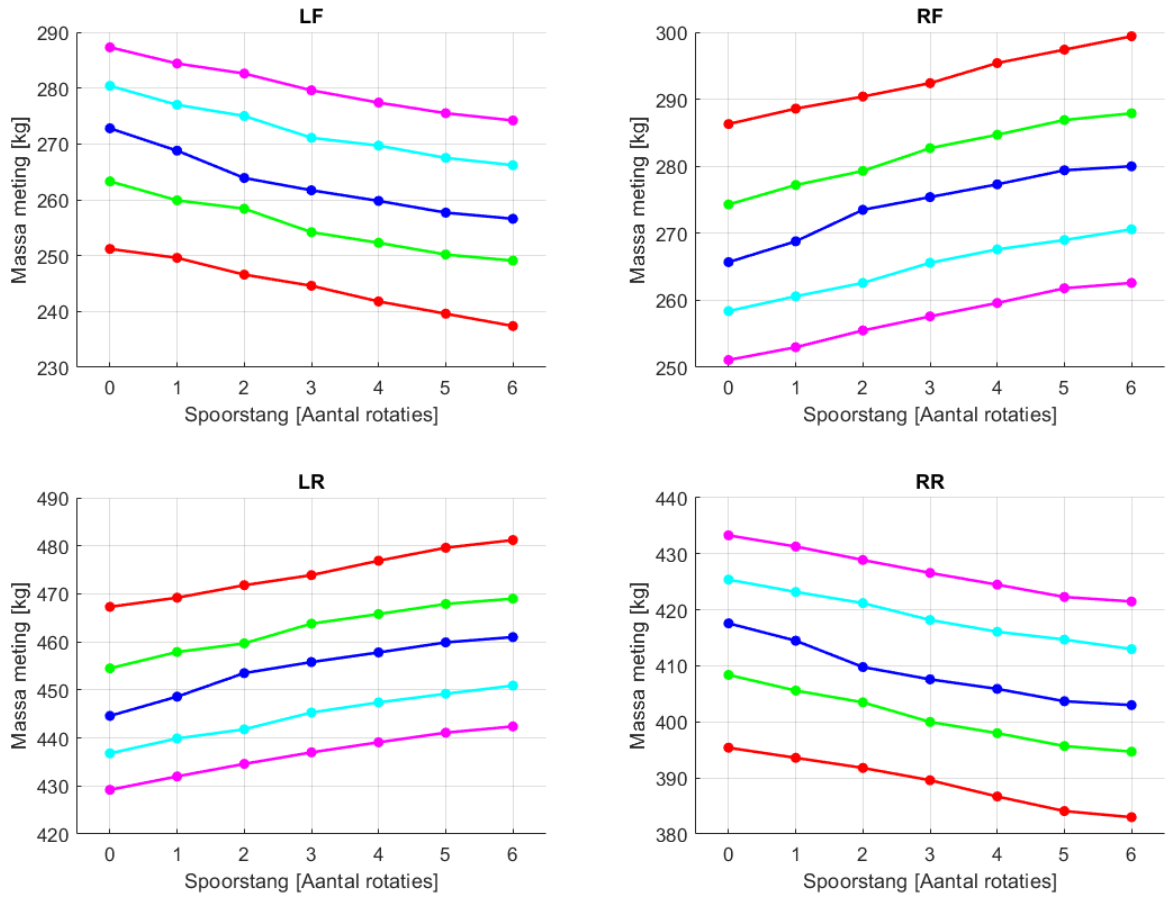 LF
290
280
270
260
250
240
230
Massa meting [kg]
0 1 2 3 4 5 6
Spoorstang [Aantal rotaties]
RF
300
290
280
270
260
250
Massa meting [kg]
0 1 2 3 4 5 6
Spoorstang [Aantal rotaties]
LR
490
480
470
460
450
440
430
420
Massa meting [kg]
0 1 2 3 4 5 6
Spoorstang [Aantal rotaties]
RR
440
430
420
410
400
390
380
Massa meting [kg]
0 1 2 3 4 5 6
Spoorstang [Aantal rotaties]